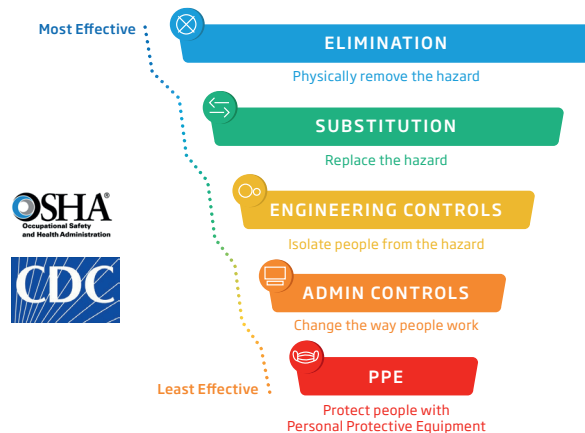 Most Effective
ELIMINATION
Physically remove the hazard
SUBSTITUTION
Replace the hazard
OSHA®
Occupational Safety
and Health Administration
CDC
ENGINEERING CONTROLS
Isolate people from the hazard
ADMIN CONTROLS
Change the way people work
Least Effective
PPE
Protect people with
Personal Protective Equipment